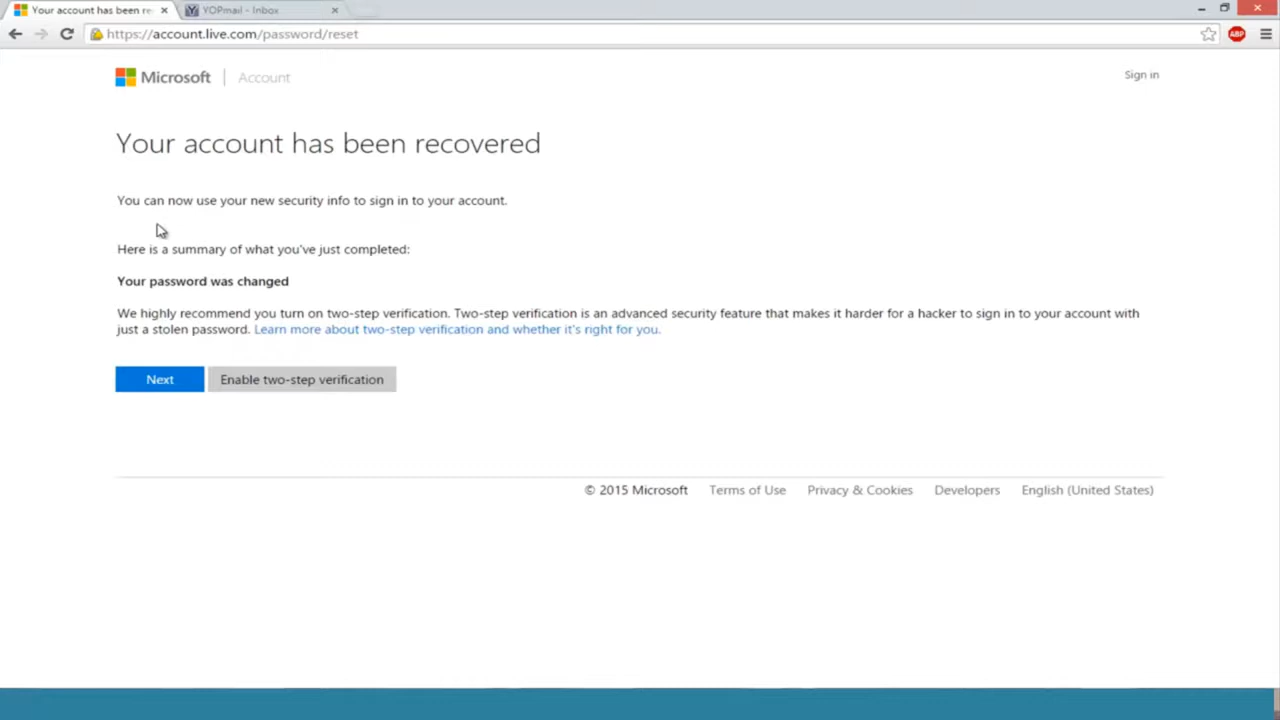 Your account has been re
YOPmail - Inbox
https://account.live.com/password/reset
ABP
Microsoft
Account
Sign in
Your account has been recovered
You can now use your new security info to sign in to your account.
Here is a summary of what you've just completed:
Your password was changed
We highly recommend you turn on two-step verification. Two-step verification is an advanced security feature that makes it harder for a hacker to sign in to your account with
just a stolen password. Learn more about two-step verification and whether it's right for you.
Next
Enable two-step verification
© 2015 Microsoft
Terms of Use
Privacy & Cookies
Developers
English (United States)